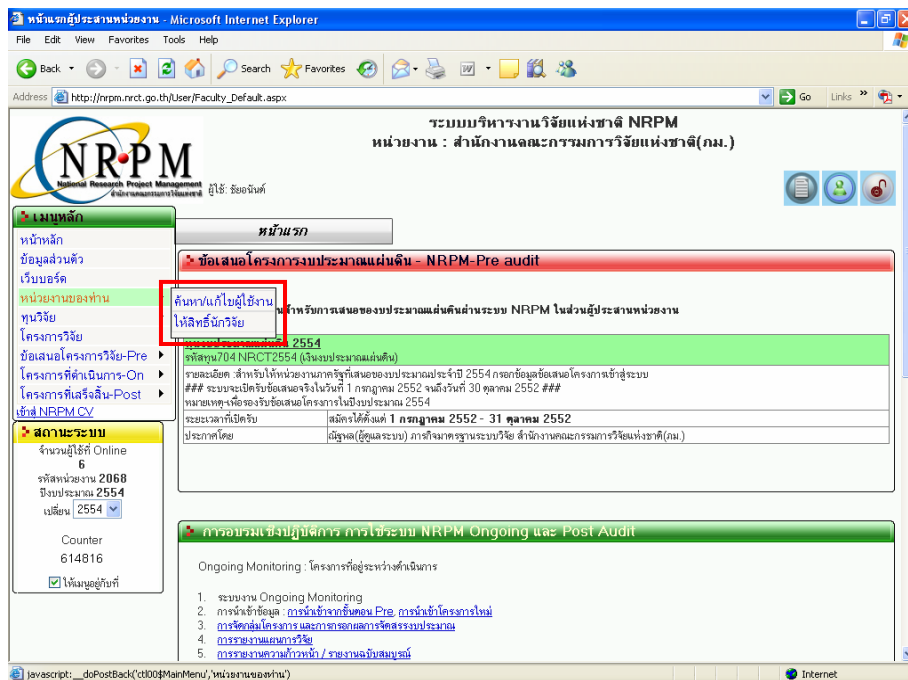 หน้าแรกผู้ประสานหน่วยงาน - Microsoft Internet Explorer
File Edit View Favorites Tools Help
Back Search Favorites
Address http://nrpm.nrct.go.th/User/Faculty_Default.aspx Go Links »
ระบบบริหารงานวิจัยแห่งชาติ NRPM
หน่วยงาน : สำนักงานคณะกรรมการวิจัยแห่งชาติ(ภม.)
NRPM
National Research Project Management
สำนักงานคณะกรรมการวิจัยแห่งชาติ
ผู้ใช้: ชัยอนันต์
เมนูหลัก
หน้าหลัก
ข้อมูลส่วนตัว
เว็บบอร์ด
หน่วยงานของท่าน
ทุนวิจัย
โครงการวิจัย
ข้อเสนอโครงการวิจัย-Pre
โครงการที่ดำเนินการ-On
โครงการที่เสร็จสิ้น-Post
เข้าสู่ NRPM CV
ค้นหา/แก้ไขผู้ใช้งาน
ให้สิทธิ์นักวิจัย
สถานะระบบ
จำนวนผู้ใช้ที่ Online
6
รหัสหน่วยงาน 2068
ปีงบประมาณ 2554
เปลี่ยน 2554
Counter
614816
ให้เมนูอยู่กับที่
หน้าแรก
ข้อเสนอโครงการงบประมาณแผ่นดิน - NRPM-Pre audit
สำหรับการเสนอของบประมาณแผ่นดินผ่านระบบ NRPM ในส่วนผู้ประสานหน่วยงาน
ทุนงบประมาณแผ่นดิน 2554
รหัสทุน704 NRCT2554 (เงินงบประมาณแผ่นดิน)
รายละเอียด :สำหรับให้หน่วยงานภาครัฐที่เสนอของบประมาณประจำปี 2554 กรอกข้อมูลข้อเสนอโครงการเข้าสู่ระบบ
### ระบบจะเปิดรับข้อเสนอจริงในวันที่ 1 กรกฎาคม 2552 จนถึงวันที่ 30 ตุลาคม 2552 ###
หมายเหตุ-เพื่อรองรับข้อเสนอโครงการในปีงบประมาณ 2554
ระยะเวลาที่เปิดรับ สมัครได้ตั้งแต่ 1 กรกฎาคม 2552 - 31 ตุลาคม 2552
ประกาศโดย ณัฐพล(ผู้ดูแลระบบ) ภารกิจมาตรฐานระบบวิจัย สำนักงานคณะกรรมการวิจัยแห่งชาติ(ภม.)
การอบรมเชิงปฏิบัติการ การใช้ระบบ NRPM Ongoing และ Post Audit
Ongoing Monitoring : โครงการที่อยู่ระหว่างดำเนินการ
1. ระบบงาน Ongoing Monitoring
2. การนำเข้าข้อมูล : การนำเข้าจากขั้นตอน Pre, การนำเข้าโครงการใหม่
3. การจัดกลุ่มโครงการ และการกรอกผลการจัดสรรงบประมาณ
4. การรายงานแผนการวิจัย
5. การรายงานความก้าวหน้า / รายงานฉบับสมบูรณ์
javascript:__doPostBack('ctl00$MainMenu','หน่วยงานของท่าน') Internet